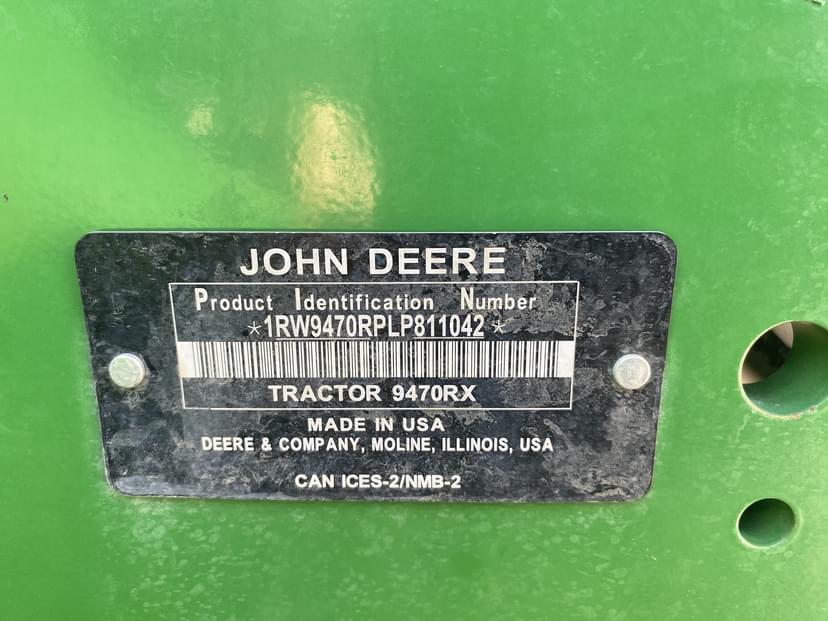 JOHN DEERE
Product Identification Number
*1RW9470RPLP811042*
TRACTOR 9470RX
MADE IN USA
DEERE & COMPANY, MOLINE, ILLINOIS, USA
CAN ICES-2/NMB-2